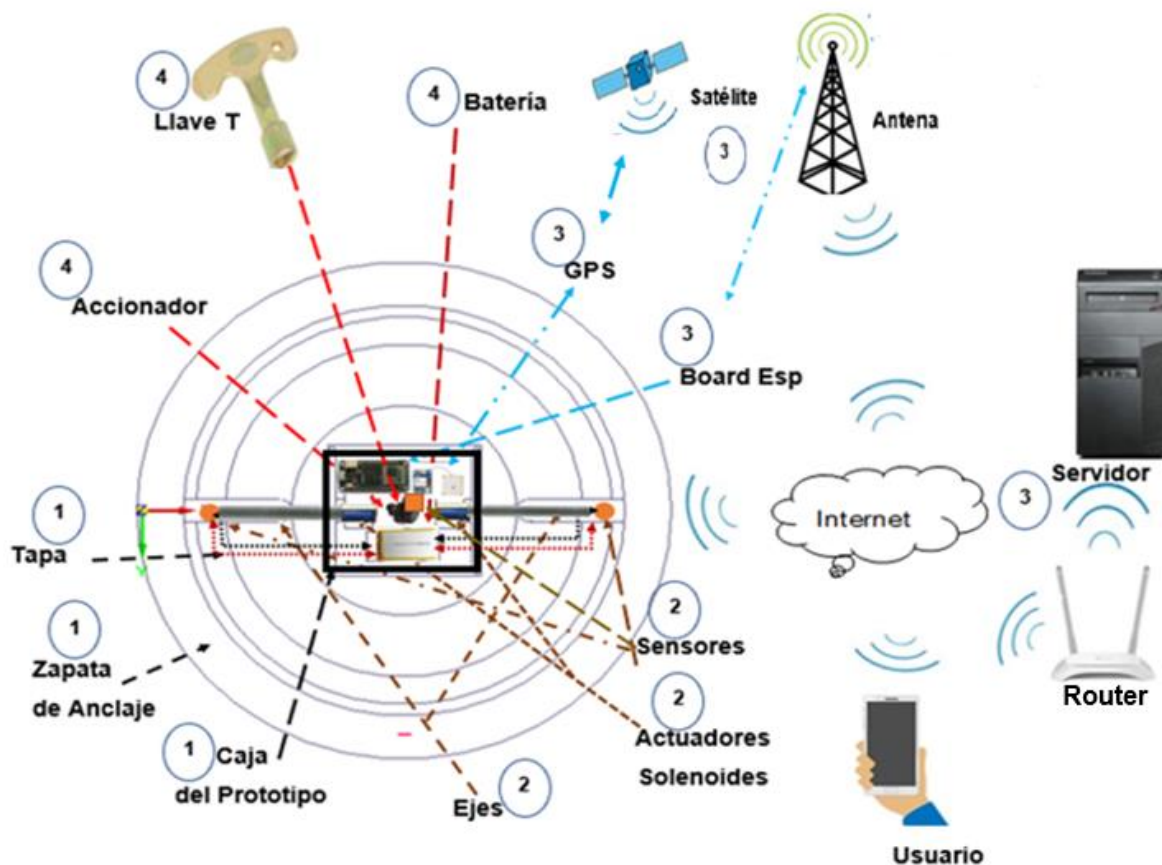 4
Llave T
4
Batería
Satélite
3
Antena
3
GPS
4
Accionador
3
Board Esp
Servidor
3
Internet
1
Tapa
1
Zapata
de Anclaje
2
Sensores
2
Actuadores
Solenoides
Router
1
Caja
del Prototipo
2
Ejes
Usuario